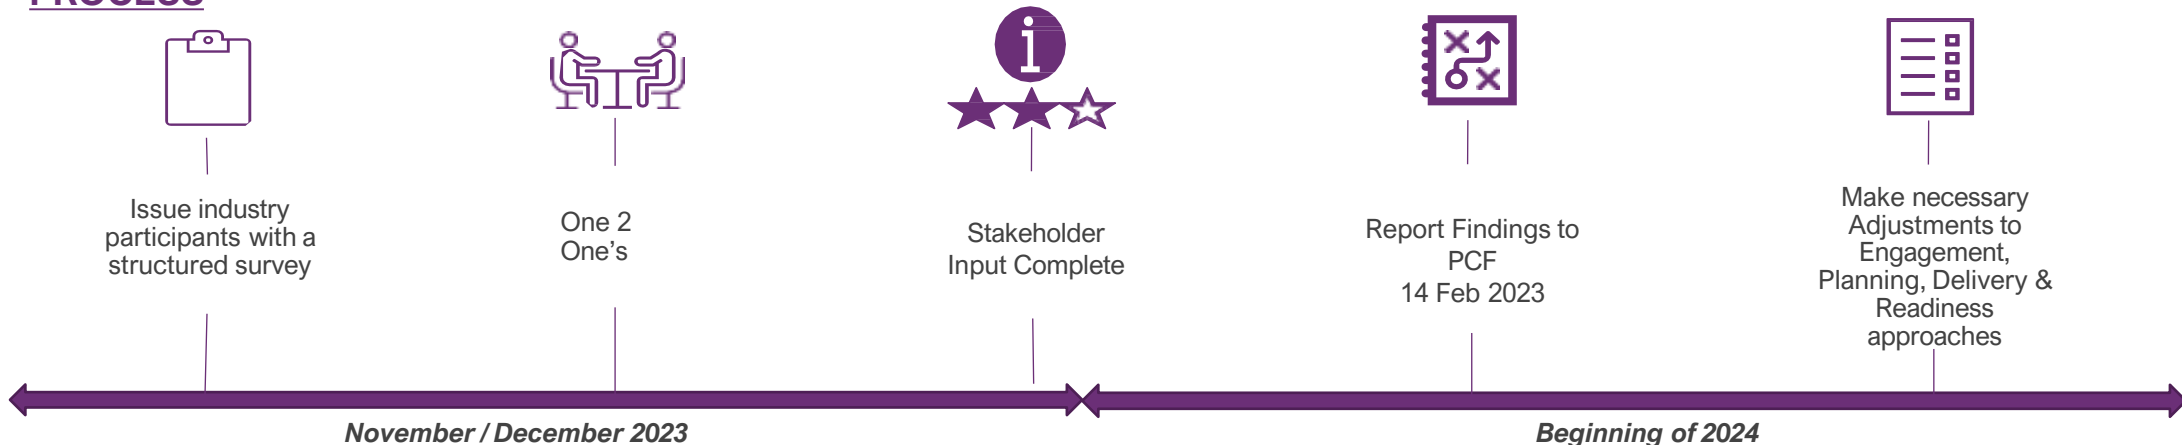 PROCESS
Issue industry
participants with a
structured survey
One 2
One’s
Stakeholder
Input Complete
Report Findings to
PCF
14 Feb 2023
Make necessary
Adjustments to
Engagement,
Planning, Delivery &
Readiness
approaches
November / December 2023
Beginning of 2024